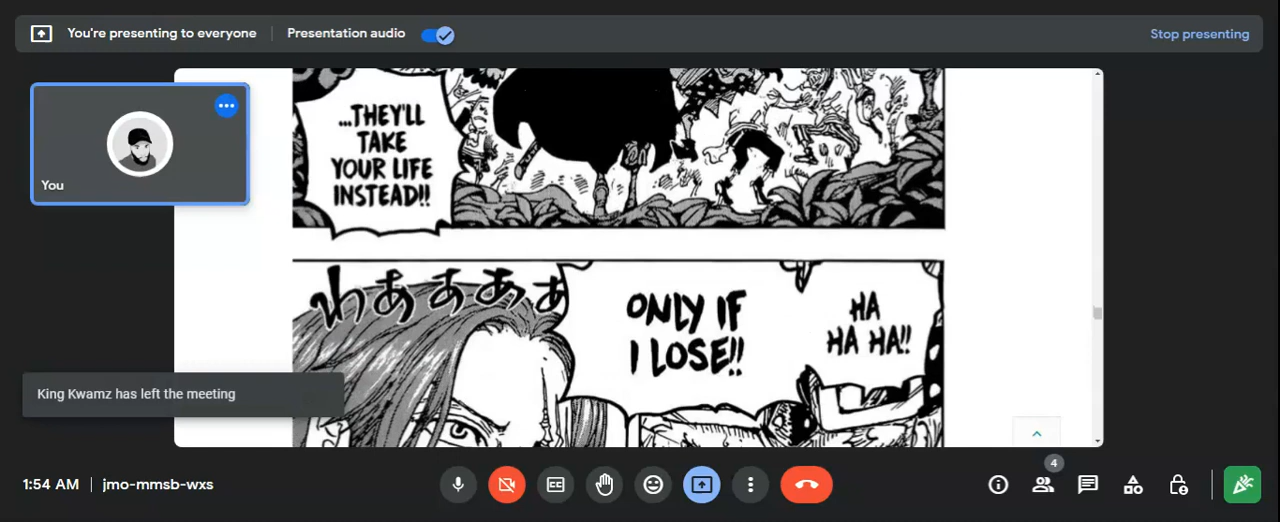 You're presenting to everyone
Presentation audio
Stop presenting
You
...THEY'LL
TAKE
YOUR LIFE
INSTEAD!!
HA
HA HA!!
ONLY IF
I LOSE!!
わああああ
King Kwamz has left the meeting
1:54 AM
jmo-mmsb-wxs
CC
4